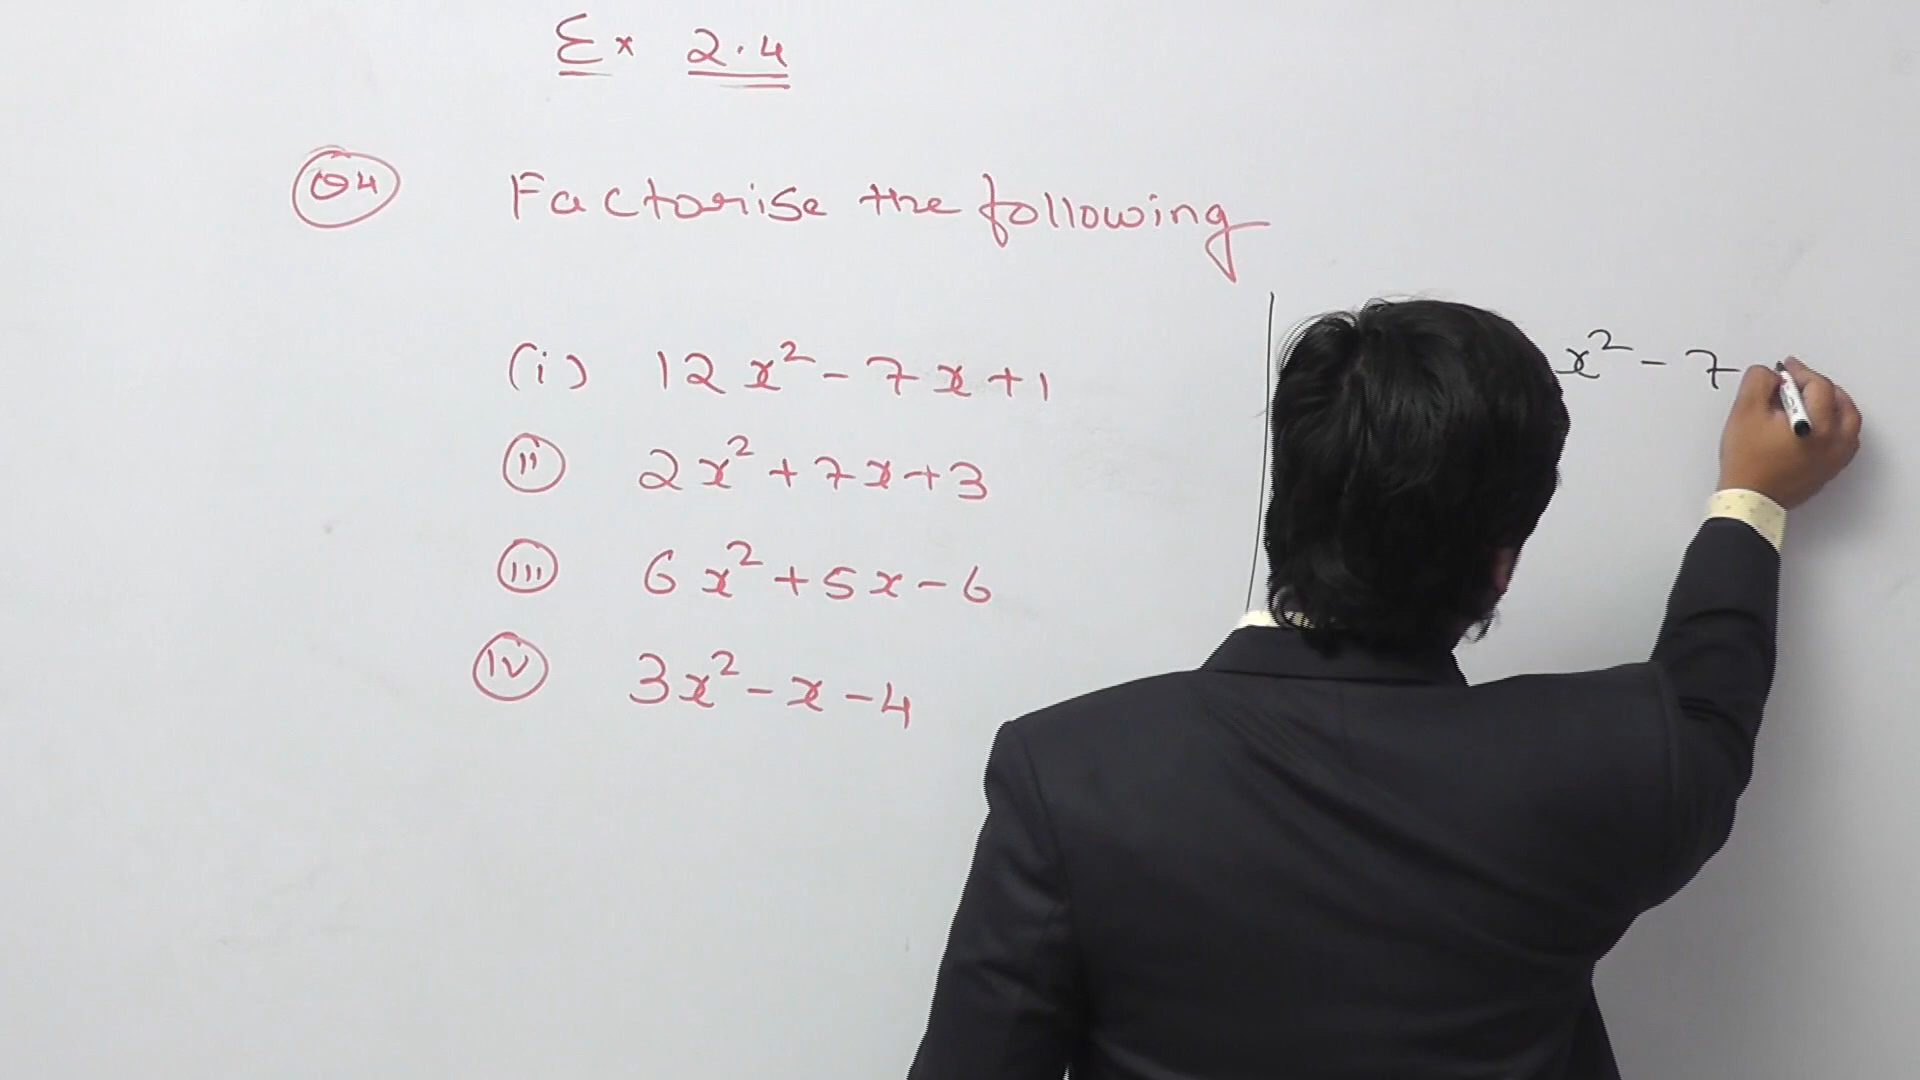 Ex 2.4
Q4 Factorise the following
(i) 12x² - 7x + 1
(ii) 2x² + 7x + 3
(iii) 6x² + 5x - 6
(iv) 3x² - x - 4
x² - 7